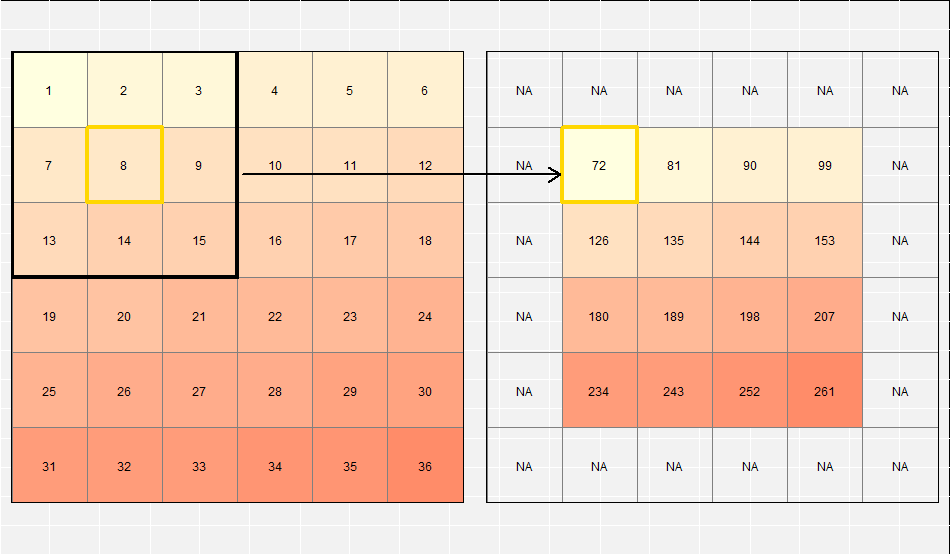 1 2 3 4 5 6 NA NA NA NA NA NA
7 8 9 10 11 12 NA 72 81 90 99 NA
13 14 15 16 17 18 NA 126 135 144 153 NA
19 20 21 22 23 24 NA 180 189 198 207 NA
25 26 27 28 29 30 NA 234 243 252 261 NA
31 32 33 34 35 36 NA NA NA NA NA NA